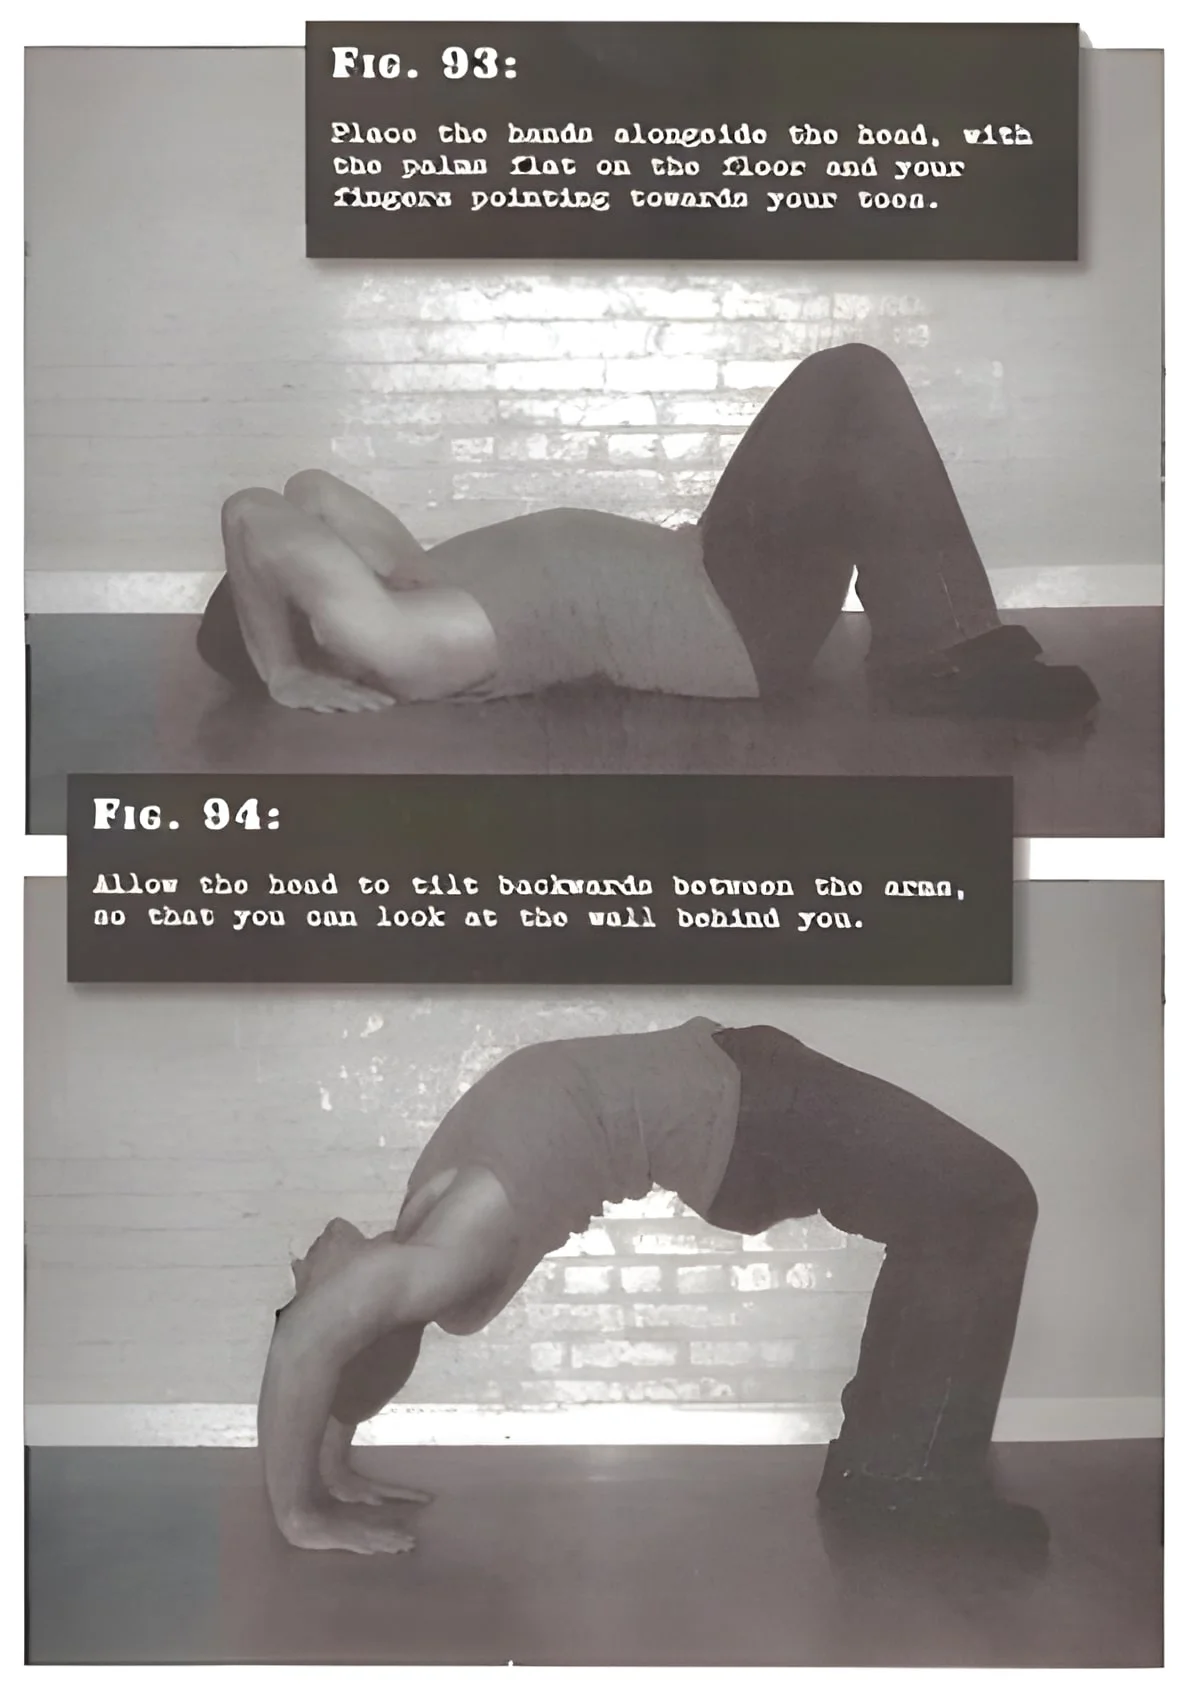 FIG. 93:
Place the hands alongside the head, with
the palms flat on the floor and your
fingers pointing towards your toes.
FIG. 94:
Allow the head to tilt backwards between the arms,
so that you can look at the wall behind you.